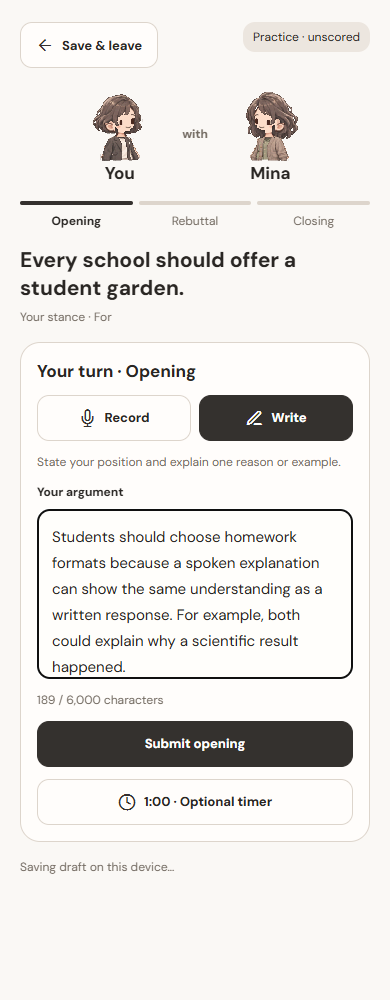 Save & leave
Practice · unscored
with
You
Mina
Opening
Rebuttal
Closing
Every school should offer a
student garden.
Your stance · For
Your turn · Opening
Record
Write
State your position and explain one reason or example.
Your argument
Students should choose homework
formats because a spoken explanation
can show the same understanding as a
written response. For example, both
could explain why a scientific result
happened.
189 / 6,000 characters
Submit opening
1:00 · Optional timer
Saving draft on this device…